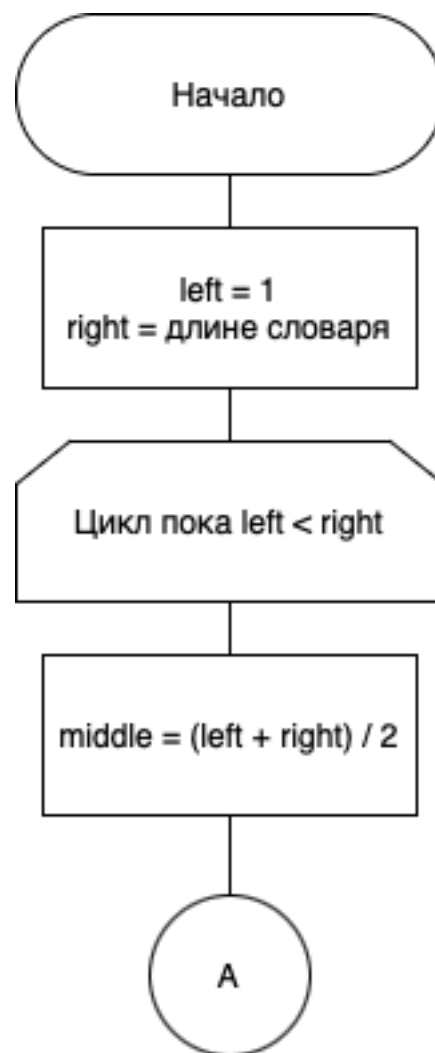 Начало
left = 1
right = длине словаря
Цикл пока left < right
middle = (left + right) / 2
А